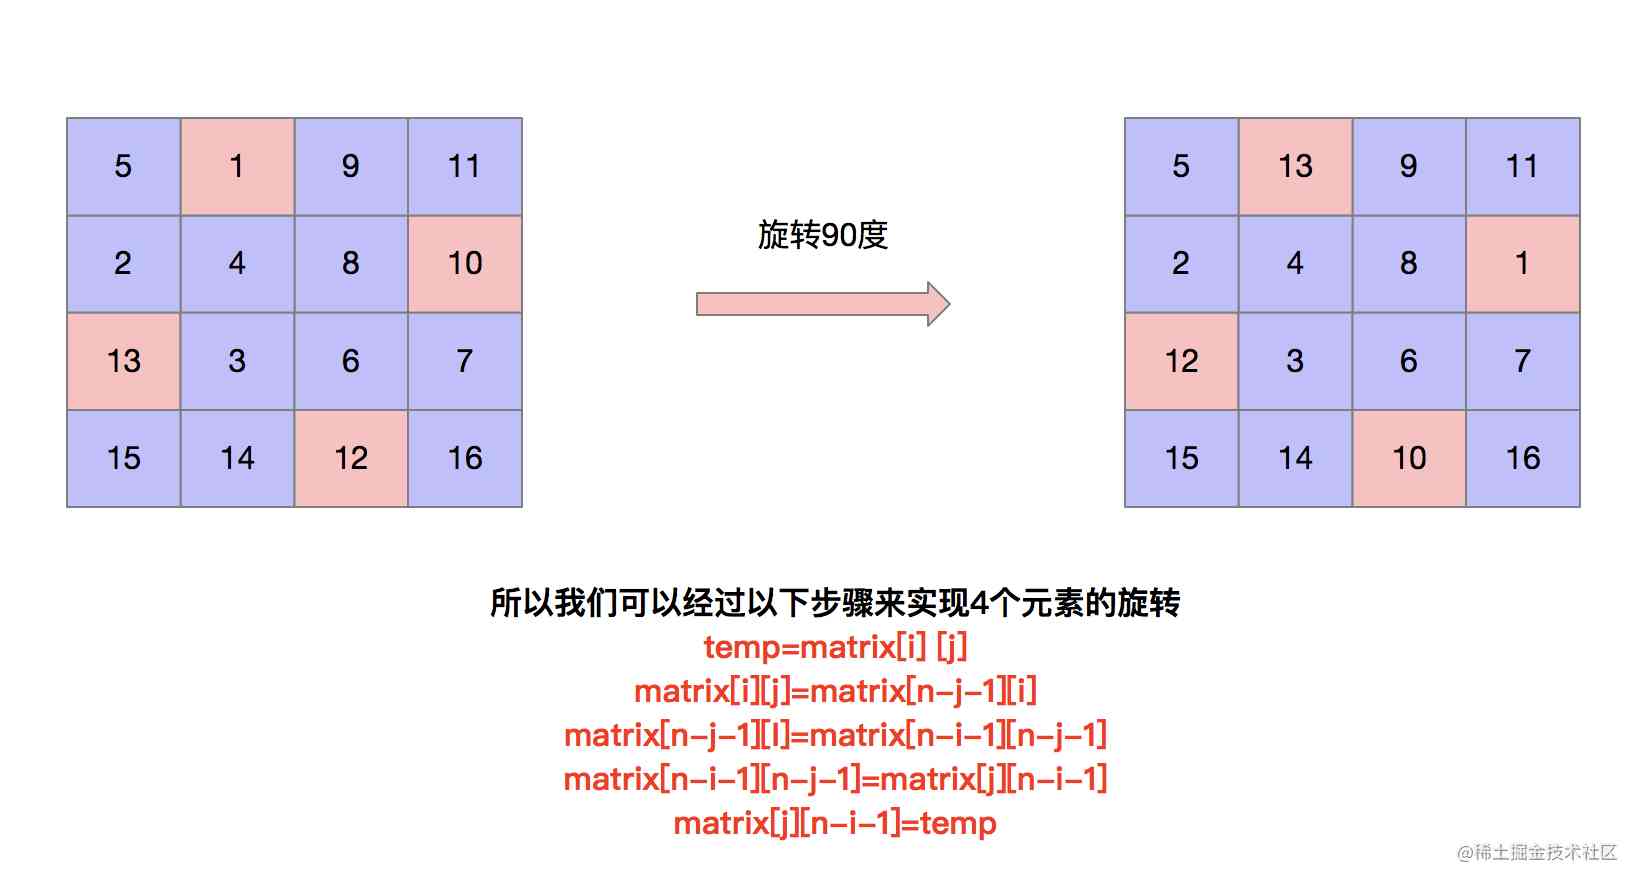 5 1 9 11
2 4 8 10
13 3 6 7
15 14 12 16
旋转90度
5 13 9 11
2 4 8 1
12 3 6 7
15 14 10 16
所以我们可以经过以下步骤来实现4个元素的旋转
temp=matrix[i] [j]
matrix[i][j]=matrix[n-j-1][i]
matrix[n-j-1][I]=matrix[n-i-1][n-j-1]
matrix[n-i-1][n-j-1]=matrix[j][n-i-1]
matrix[j][n-i-1]=temp
@稀土掘金技术社区